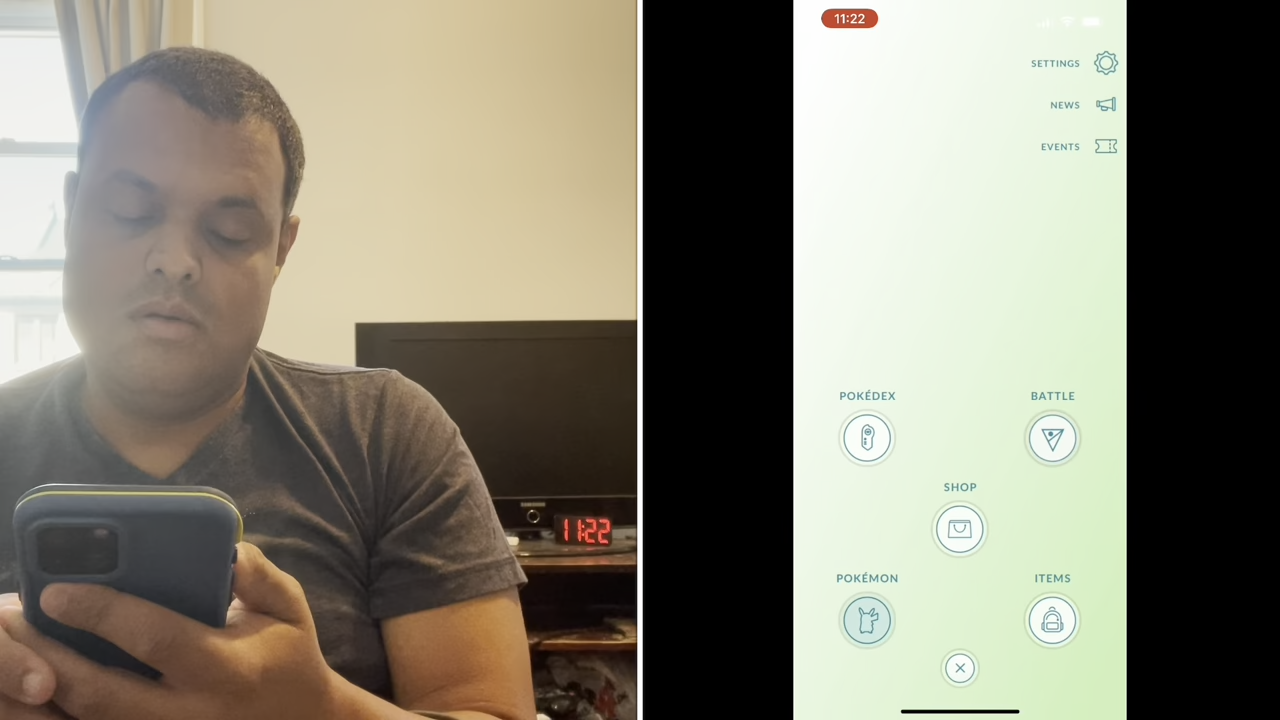 11:22
SETTINGS
NEWS
EVENTS
POKÉDEX
BATTLE
SHOP
POKÉMON
ITEMS
11:22